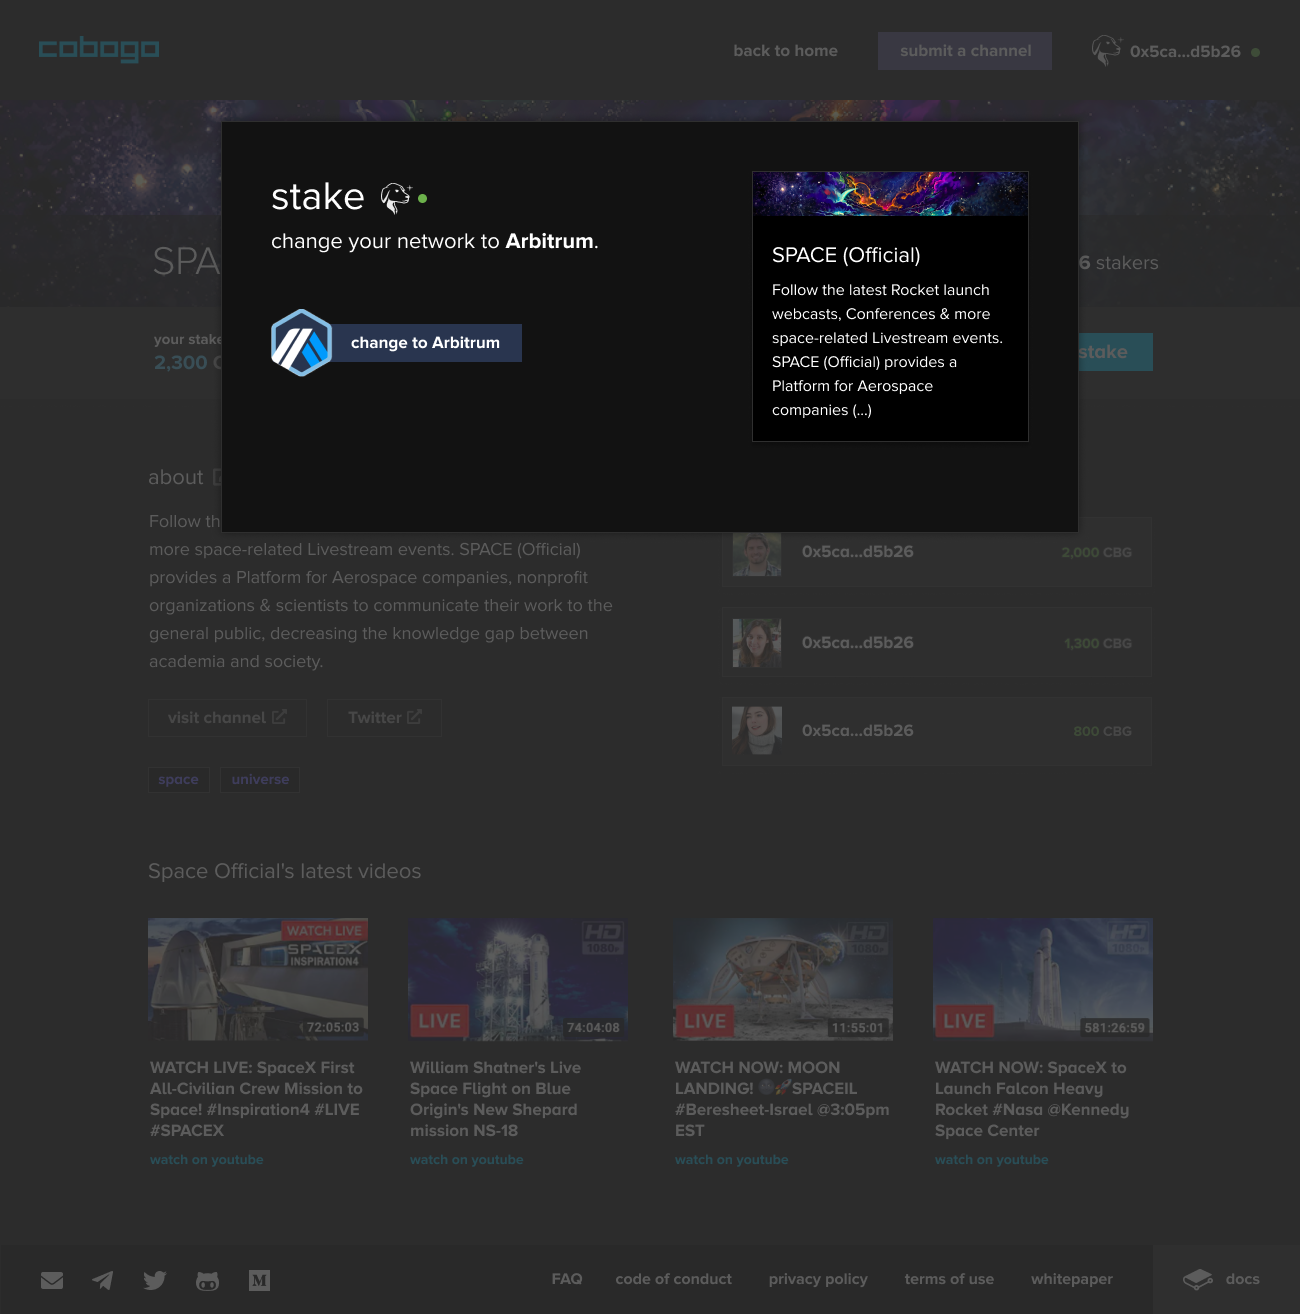 cobogo
back to home
submit a channel
0x5ca...d5b26
stake
change your network to Arbitrum.
change to Arbitrum
SPACE (Official)
Follow the latest Rocket launch
webcasts, Conferences & more
space-related Livestream events.
SPACE (Official) provides a
Platform for Aerospace
companies (...)
SPA
6 stakers
your stake
2,300
stake
about
Follow th
more space-related Livestream events. SPACE (Official)
provides a Platform for Aerospace companies, nonprofit
organizations & scientists to communicate their work to the
general public, decreasing the knowledge gap between
academia and society.
visit channel
Twitter
space
universe
0x5ca...d5b26
2,000 CBG
0x5ca...d5b26
1,300 CBG
0x5ca...d5b26
800 CBG
Space Official's latest videos
WATCH LIVE
SPACEX
INSPIRATION4
72:05:03
HD
1080p
LIVE
74:04:08
HD
1080p
LIVE
11:55:01
HD
1080p
LIVE
581:26:59
WATCH LIVE: SpaceX First
All-Civilian Crew Mission to
Space! #Inspiration4 #LIVE
#SPACEX
watch on youtube
William Shatner's Live
Space Flight on Blue
Origin's New Shepard
mission NS-18
watch on youtube
WATCH NOW: MOON
LANDING! 🌑🚀SPACEIL
#Beresheet-Israel @3:05pm
EST
watch on youtube
WATCH NOW: SpaceX to
Launch Falcon Heavy
Rocket #Nasa @Kennedy
Space Center
watch on youtube
M
FAQ
code of conduct
privacy policy
terms of use
whitepaper
docs